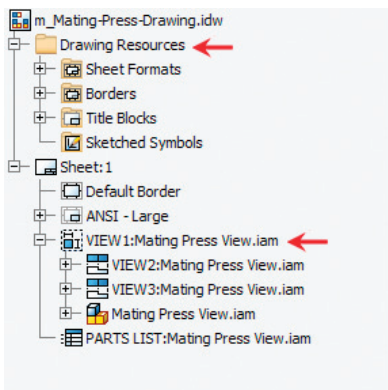 m_Mating-Press-Drawing.idw
Drawing Resources
Sheet Formats
Borders
Title Blocks
Sketched Symbols
Sheet:1
Default Border
ANSI - Large
VIEW1:Mating Press View.iam
VIEW2:Mating Press View.iam
VIEW3:Mating Press View.iam
Mating Press View.iam
PARTS LIST:Mating Press View.iam